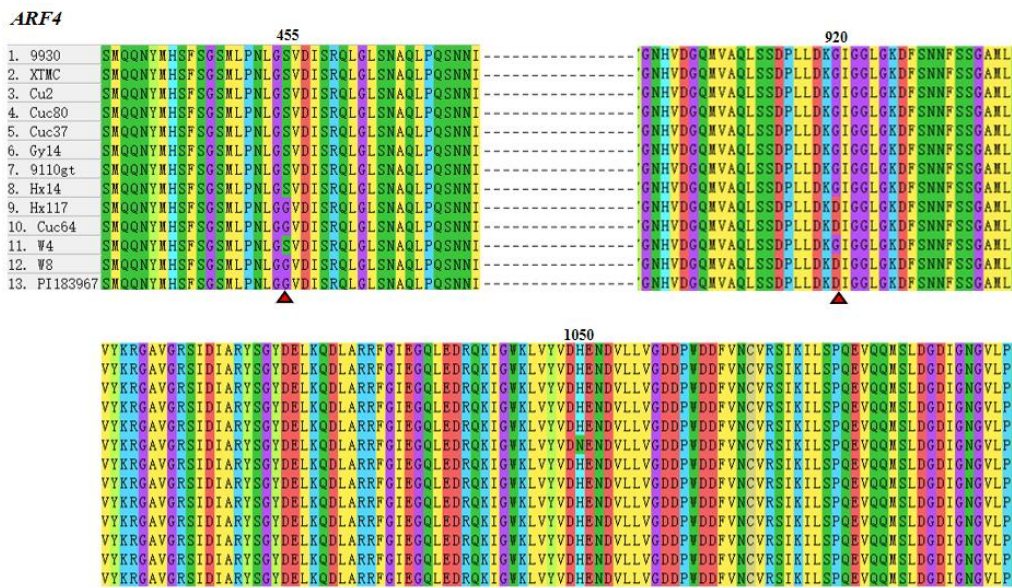 ARF4
455 920
1. 9930 SMQQNYMHSFSGSMLPNLGSVDISRQLGLSNAQLPQSNNI GNHVDGQMVAQLSSDPLLDKGIGGLGKDFSNNFSSGAML
2. XTMC SMQQNYMHSFSGSMLPNLGSVDISRQLGLSNAQLPQSNNI GNHVDGQMVAQLSSDPLLDKGIGGLGKDFSNNFSSGAML
3. Cu2 SMQQNYMHSFSGSMLPNLGSVDISRQLGLSNAQLPQSNNI GNHVDGQMVAQLSSDPLLDKGIGGLGKDFSNNFSSGAML
4. Cuc80 SMQQNYMHSFSGSMLPNLGSVDISRQLGLSNAQLPQSNNI GNHVDGQMVAQLSSDPLLDKGIGGLGKDFSNNFSSGAML
5. Cuc37 SMQQNYMHSFSGSMLPNLGSVDISRQLGLSNAQLPQSNNI GNHVDGQMVAQLSSDPLLDKGIGGLGKDFSNNFSSGAML
6. Gy14 SMQQNYMHSFSGSMLPNLGSVDISRQLGLSNAQLPQSNNI GNHVDGQMVAQLSSDPLLDKGIGGLGKDFSNNFSSGAML
7. 9110gt SMQQNYMHSFSGSMLPNLGSVDISRQLGLSNAQLPQSNNI GNHVDGQMVAQLSSDPLLDKGIGGLGKDFSNNFSSGAML
8. Hx14 SMQQNYMHSFSGSMLPNLGSVDISRQLGLSNAQLPQSNNI GNHVDGQMVAQLSSDPLLDKGIGGLGKDFSNNFSSGAML
9. Hx117 SMQQNYMHSFSGSMLPNLGGVDISRQLGLSNAQLPQSNNI GNHVDGQMVAQLSSDPLLDKDIGGLGKDFSNNFSSGAML
10. Cuc64 SMQQNYMHSFSGSMLPNLGGVDISRQLGLSNAQLPQSNNI GNHVDGQMVAQLSSDPLLDKDIGGLGKDFSNNFSSGAML
11. W4 SMQQNYMHSFSGSMLPNLGSVDISRQLGLSNAQLPQSNNI GNHVDGQMVAQLSSDPLLDKGIGGLGKDFSNNFSSGAML
12. W8 SMQQNYMHSFSGSMLPNLGGVDISRQLGLSNAQLPQSNNI GNHVDGQMVAQLSSDPLLDKDIGGLGKDFSNNFSSGAML
13. PI183967 SMQQNYMHSFSGSMLPNLGGVDISRQLGLSNAQLPQSNNI GNHVDGQMVAQLSSDPLLDKDIGGLGKDFSNNFSSGAML
1050
VYKRGAVGRSIDIARYSGYDELKQDLARRFGIEGQLEDRQKIGWKLVYVDHENDVLLVGDDPWDDFVNCVRSIKILSPQEVQQMSLDGDIGNGVLP
VYKRGAVGRSIDIARYSGYDELKQDLARRFGIEGQLEDRQKIGWKLVYVDHENDVLLVGDDPWDDFVNCVRSIKILSPQEVQQMSLDGDIGNGVLP
VYKRGAVGRSIDIARYSGYDELKQDLARRFGIEGQLEDRQKIGWKLVYVDHENDVLLVGDDPWDDFVNCVRSIKILSPQEVQQMSLDGDIGNGVLP
VYKRGAVGRSIDIARYSGYDELKQDLARRFGIEGQLEDRQKIGWKLVYVDHENDVLLVGDDPWDDFVNCVRSIKILSPQEVQQMSLDGDIGNGVLP
VYKRGAVGRSIDIARYSGYDELKQDLARRFGIEGQLEDRQKIGWKLVYVDHENDVLLVGDDPWDDFVNCVRSIKILSPQEVQQMSLDGDIGNGVLP
VYKRGAVGRSIDIARYSGYDELKQDLARRFGIEGQLEDRQKIGWKLVYVDNENDVLLVGDDPWDDFVNCVRSIKILSPQEVQQMSLDGDIGNGVLP
VYKRGAVGRSIDIARYSGYDELKQDLARRFGIEGQLEDRQKIGWKLVYVDHENDVLLVGDDPWDDFVNCVRSIKILSPQEVQQMSLDGDIGNGVLP
VYKRGAVGRSIDIARYSGYDELKQDLARRFGIEGQLEDRQKIGWKLVYVDHENDVLLVGDDPWDDFVNCVRSIKILSPQEVQQMSLDGDIGNGVLP
VYKRGAVGRSIDIARYSGYDELKQDLARRFGIEGQLEDRQKIGWKLVYVDHENDVLLVGDDPWDDFVNCVRSIKILSPQEVQQMSLDGDIGNGVLP
VYKRGAVGRSIDIARYSGYDELKQDLARRFGIEGQLEDRQKIGWKLVYVDHENDVLLVGDDPWDDFVNCVRSIKILSPQEVQQMSLDGDIGNGVLP
VYKRGAVGRSIDIARYSGYDELKQDLARRFGIEGQLEDRQKIGWKLVYVDHENDVLLVGDDPWDDFVNCVRSIKILSPQEVQQMSLDGDIGNGVLP
VYKRGAVGRSIDIARYSGYDELKQDLARRFGIEGQLEDRQKIGWKLVYVDHENDVLLVGDDPWDDFVNCVRSIKILSPQEVQQMSLDGDIGNGVLP
VYKRGAVGRSIDIARYSGYDELKQDLARRFGIEGQLEDRQKIGWKLVYVDHENDVLLVGDDPWDDFVNCVRSIKILSPQEVQQMSLDGDIGNGVLP